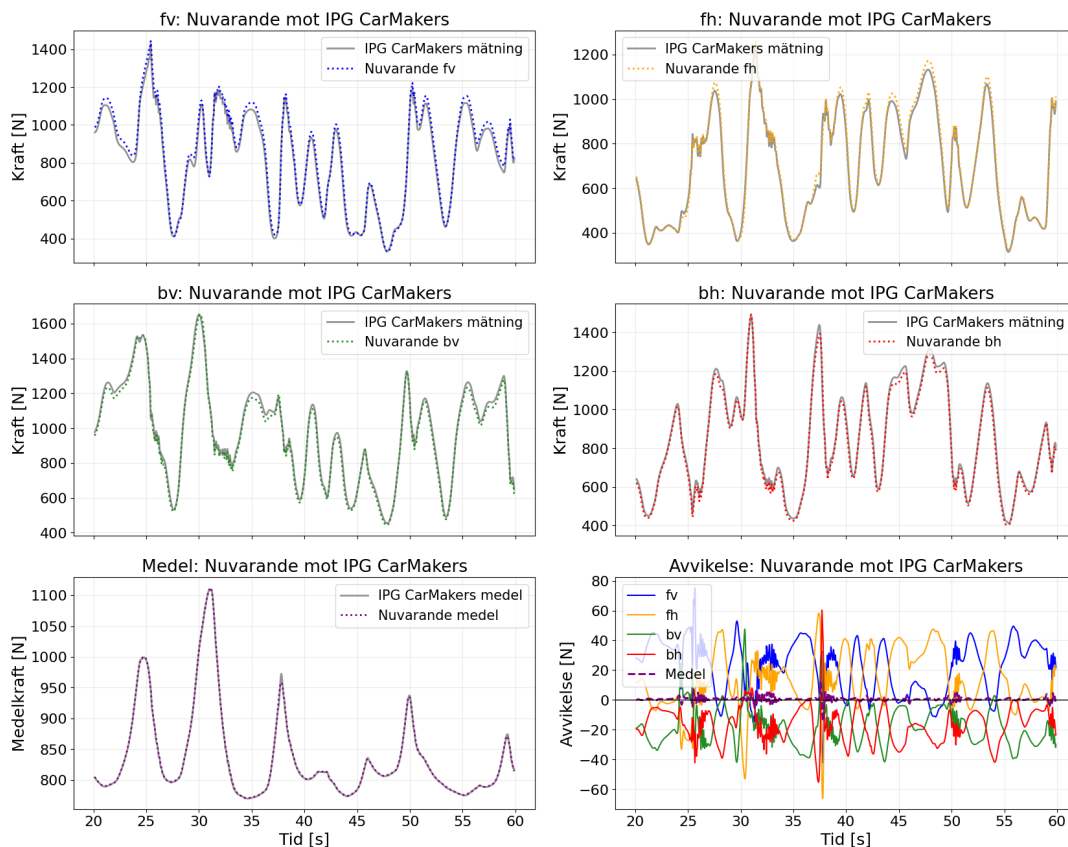 fv: Nuvarande mot IPG CarMakers
Kraft [N]
1400
1200
1000
800
600
400
IPG CarMakers mätning
Nuvarande fv
fh: Nuvarande mot IPG CarMakers
Kraft [N]
1200
1000
800
600
400
IPG CarMakers mätning
Nuvarande fh
bv: Nuvarande mot IPG CarMakers
Kraft [N]
1600
1400
1200
1000
800
600
IPG CarMakers mätning
Nuvarande bv
bh: Nuvarande mot IPG CarMakers
Kraft [N]
1400
1200
1000
800
600
400
IPG CarMakers mätning
Nuvarande bh
Medel: Nuvarande mot IPG CarMakers
Medelkraft [N]
1100
1050
1000
950
900
850
800
IPG CarMakers medel
Nuvarande medel
20 25 30 35 40 45 50 55 60
Tid [s]
Avvikelse: Nuvarande mot IPG CarMakers
Avvikelse [N]
80
60
40
20
0
−20
−40
−60
fv
fh
bv
bh
Medel
20 25 30 35 40 45 50 55 60
Tid [s]